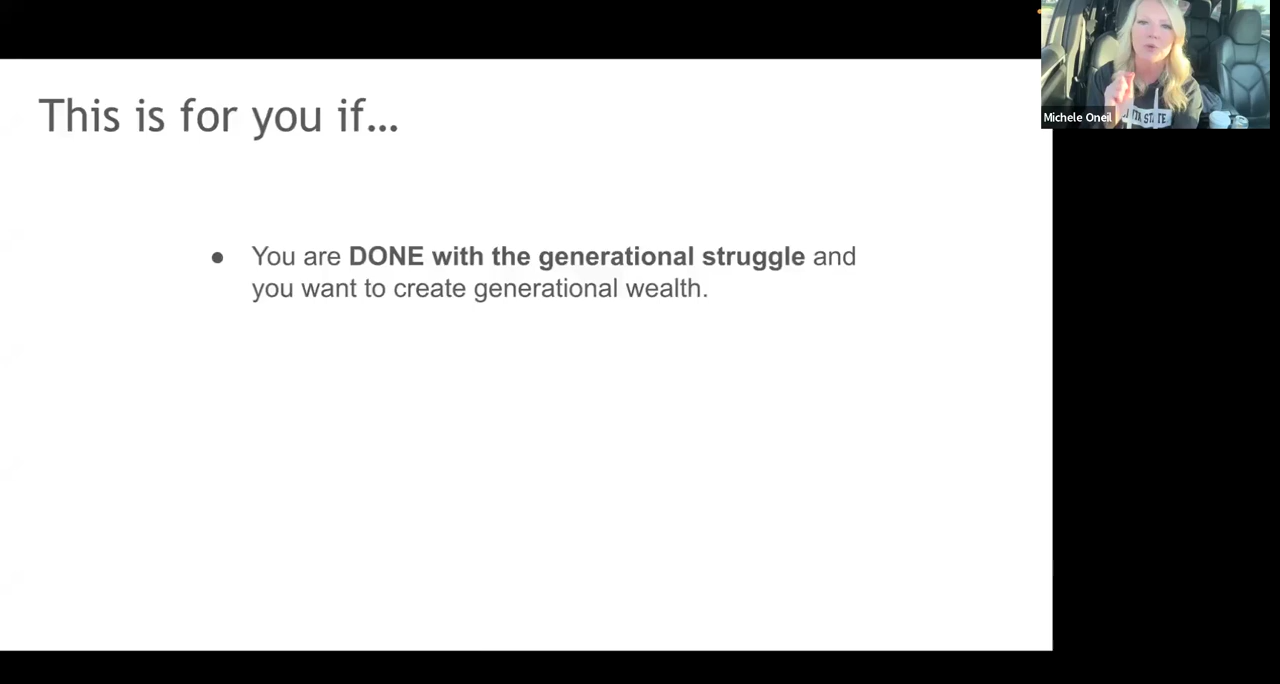 This is for you if...
● You are DONE with the generational struggle and
you want to create generational wealth.
Michele Oneil
STATE